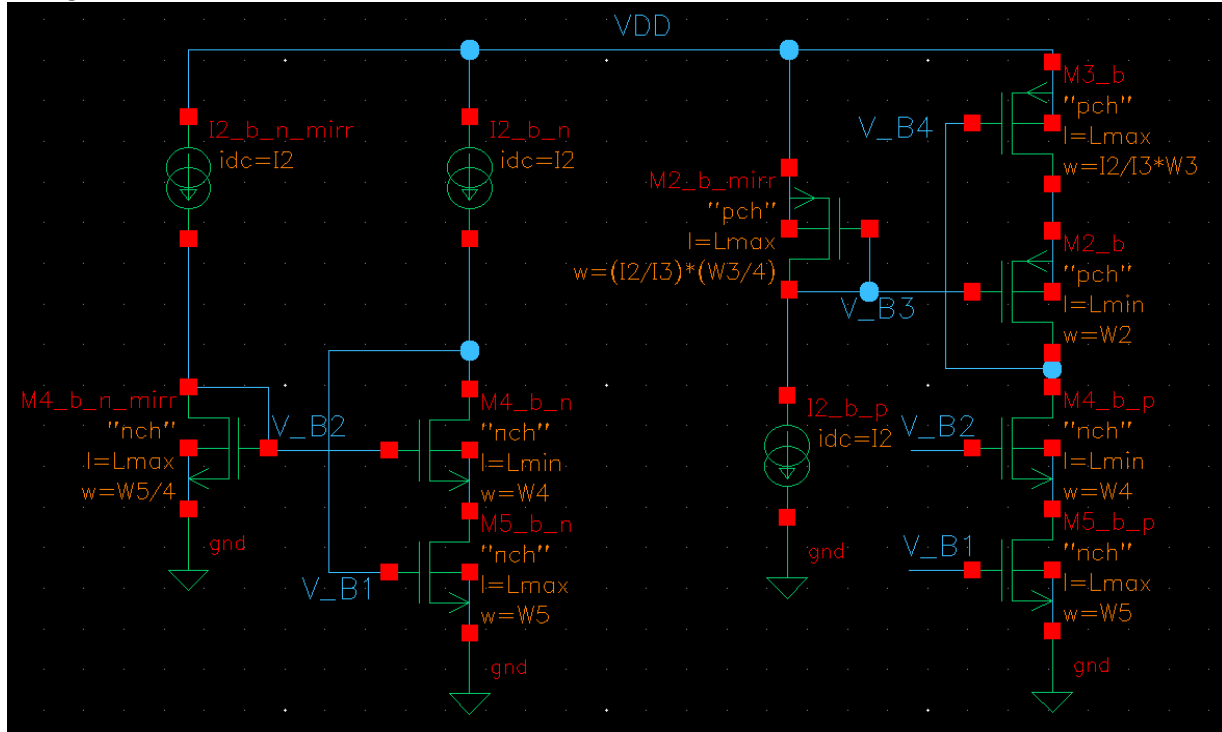 VDD
I2_b_n_mirr
idc=I2
I2_b_n
idc=I2
M2_b_mirr
"pch"
l=Lmax
w=(I2/I3)*(W3/4)
V_B4
M3_b
"pch"
l=Lmax
w=I2/I3*W3
M2_b
"pch"
l=Lmin
w=W2
V_B3
M4_b_n_mirr
"nch"
l=Lmax
w=W5/4
gnd
V_B2
M4_b_n
"nch"
l=Lmin
w=W4
V_B1
M5_b_n
"nch"
l=Lmax
w=W5
gnd
I2_b_p
idc=I2
gnd
V_B2
M4_b_p
"nch"
l=Lmin
w=W4
V_B1
M5_b_p
"nch"
l=Lmax
w=W5
gnd